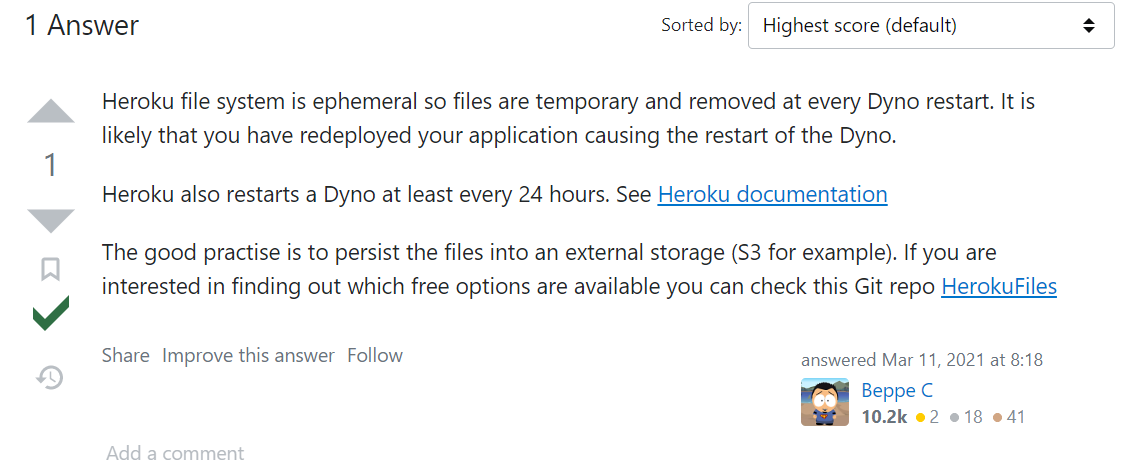 1 Answer
Sorted by: Highest score (default)
Heroku file system is ephemeral so files are temporary and removed at every Dyno restart. It is
likely that you have redeployed your application causing the restart of the Dyno.
1
Heroku also restarts a Dyno at least every 24 hours. See Heroku documentation
The good practise is to persist the files into an external storage (S3 for example). If you are
interested in finding out which free options are available you can check this Git repo HerokuFiles
Share Improve this answer Follow
answered Mar 11, 2021 at 8:18
Beppe C
10.2k 2 18 41
Add a comment